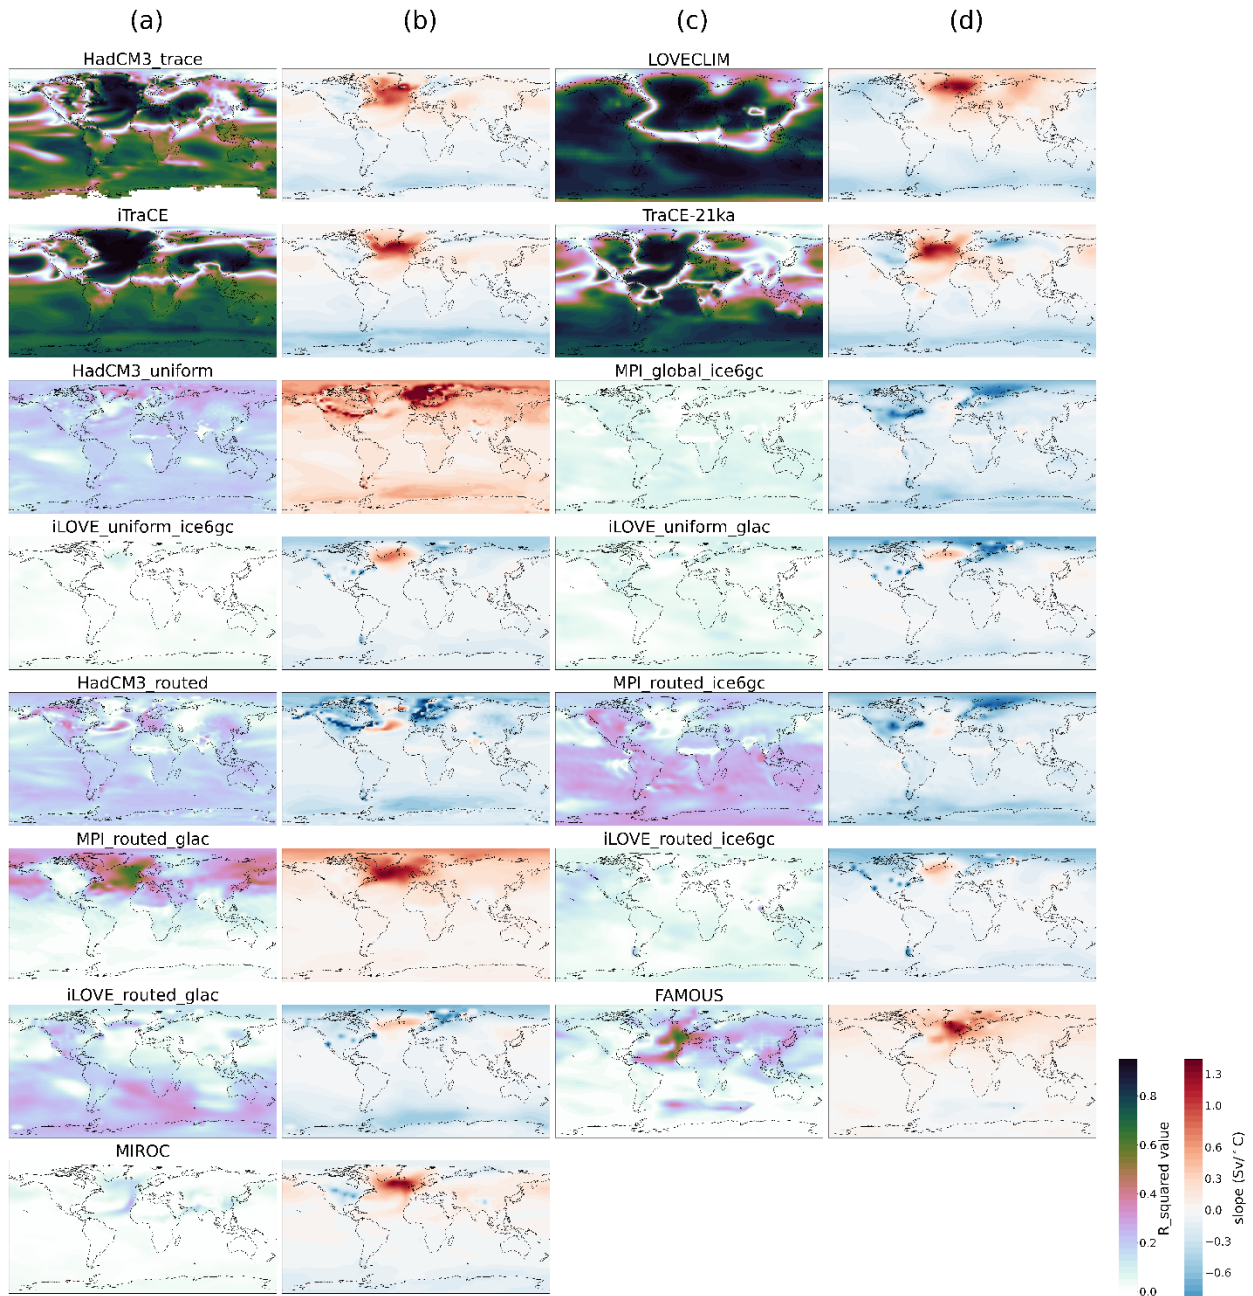 (a) (b) (c) (d)
HadCM3_trace LOVECLIM
iTraCE TraCE-21ka
HadCM3_uniform MPI_global_ice6gc
iLOVE_uniform_ice6gc iLOVE_uniform_glac
HadCM3_routed MPI_routed_ice6gc
MPI_routed_glac iLOVE_routed_ice6gc
iLOVE_routed_glac FAMOUS
MIROC
0.8
0.6
0.4
0.2
0.0
R_squared value
1.3
1.0
0.6
0.3
0.0
−0.3
−0.6
slope (Sv/˚C)